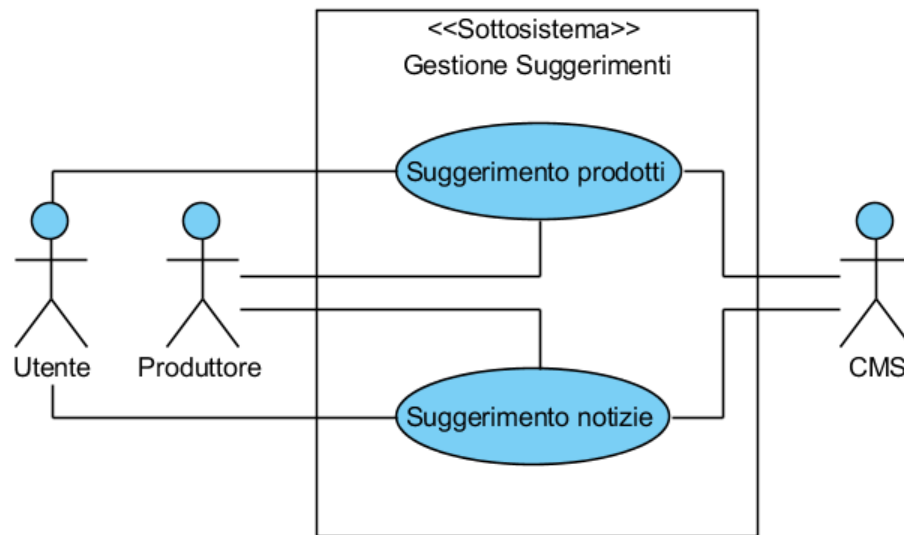 <<Sottosistema>>
Gestione Suggerimenti
Suggerimento prodotti
Utente
Produttore
CMS
Suggerimento notizie